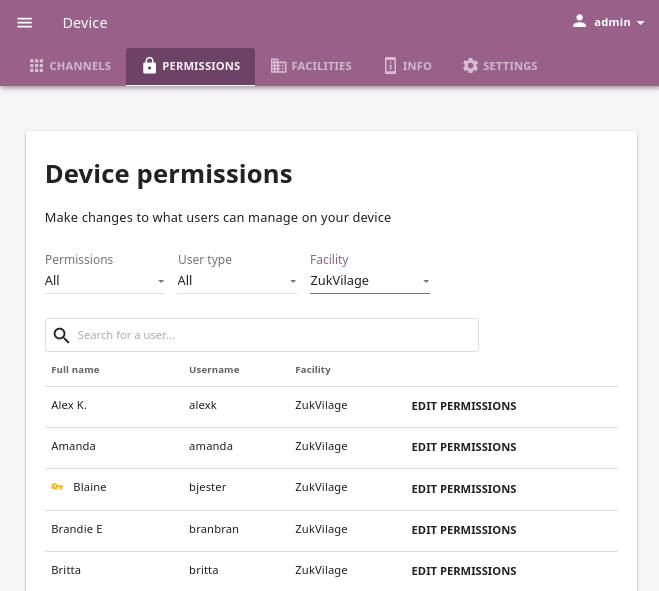 Device
admin
CHANNELS PERMISSIONS FACILITIES INFO SETTINGS
Device permissions
Make changes to what users can manage on your device
Permissions User type Facility
All All ZukVilage
Search for a user...
Full name Username Facility
Alex K. alexk ZukVilage EDIT PERMISSIONS
Amanda amanda ZukVilage EDIT PERMISSIONS
Blaine bjester ZukVilage EDIT PERMISSIONS
Brandie E branbran ZukVilage EDIT PERMISSIONS
Britta britta ZukVilage EDIT PERMISSIONS